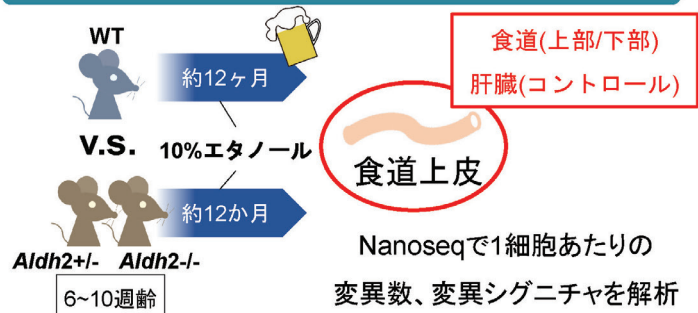 WT
約12ヶ月
食道(上部/下部)
肝臓(コントロール)
V.S.
10%エタノール
食道上皮
約12か月
Aldh2+/- Aldh2-/-
6~10週齢
Nanoseqで1細胞あたりの
変異数、変異シグニチャを解析